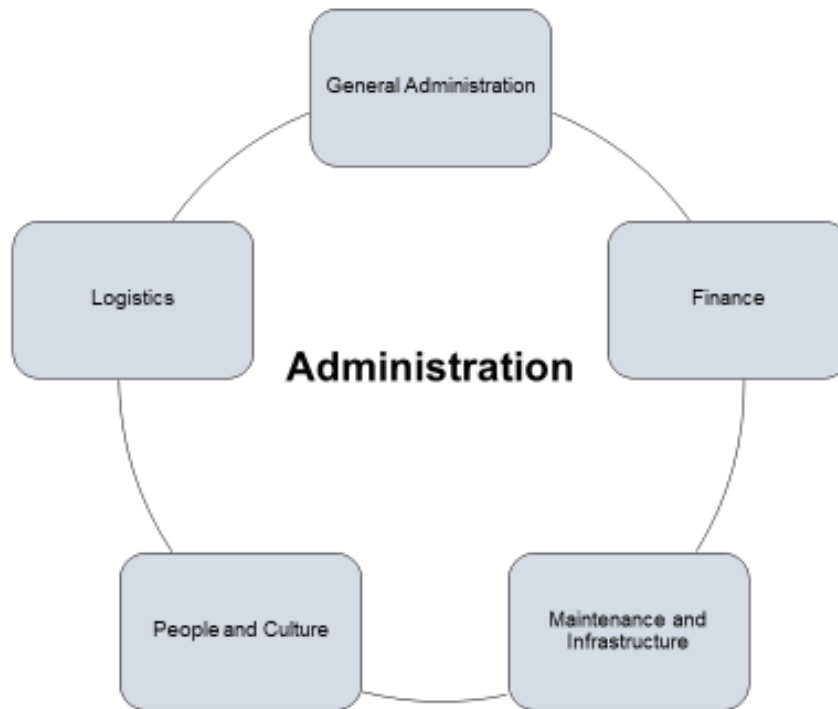 General Administration
Logistics
Finance
Administration
People and Culture
Maintenance and
Infrastructure